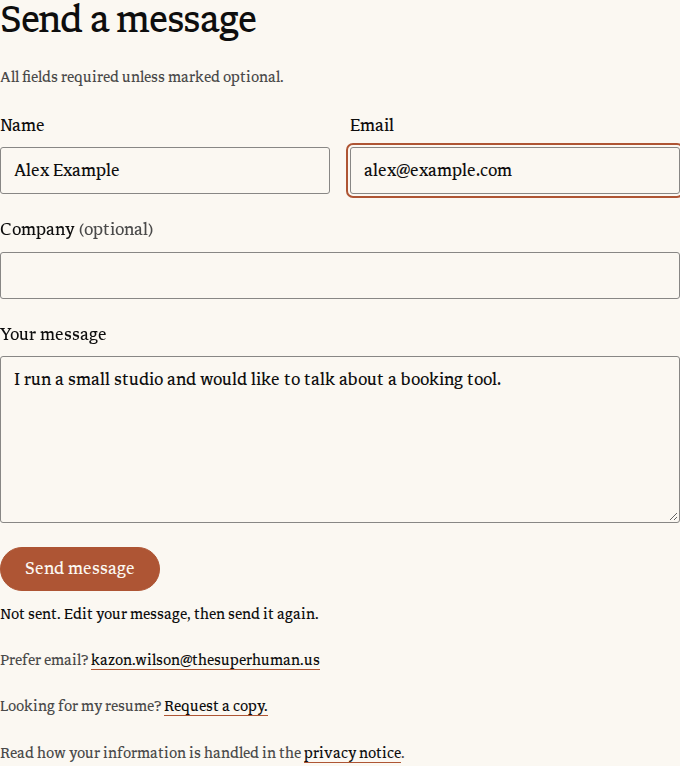 Send a message
All fields required unless marked optional.
Name
Email
Alex Example
alex@example.com
Company (optional)
Your message
I run a small studio and would like to talk about a booking tool.
Send message
Not sent. Edit your message, then send it again.
Prefer email? kazon.wilson@thesuperhuman.us
Looking for my resume? Request a copy.
Read how your information is handled in the privacy notice.